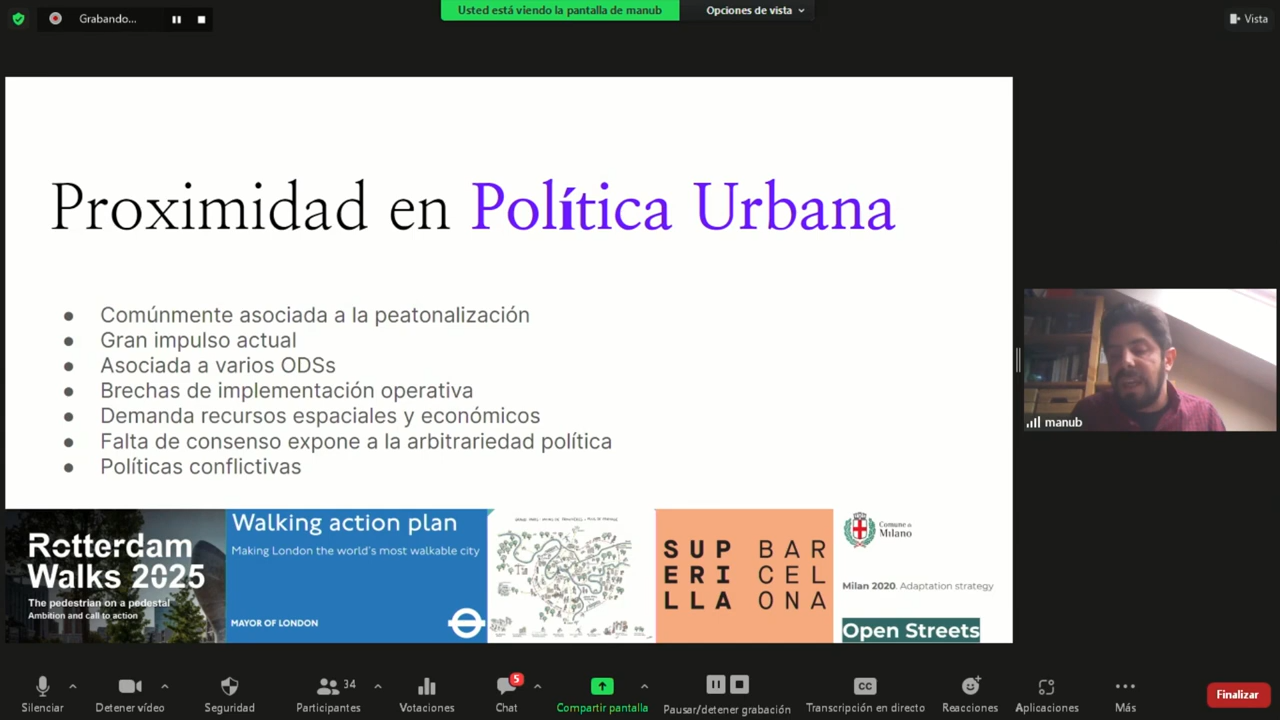 Grabando...
Usted está viendo la pantalla de manub
Opciones de vista
Vista
Proximidad en Política Urbana
● Comúnmente asociada a la peatonalización
● Gran impulso actual
● Asociada a varios ODSs
● Brechas de implementación operativa
● Demanda recursos espaciales y económicos
● Falta de consenso expone a la arbitrariedad política
● Políticas conflictivas
Rotterdam
Walks 2025
The pedestrian on a pedestal
Ambition and call to action
Walking action plan
Making London the world's most walkable city
MAYOR OF LONDON
SUP BAR
ERI CEL
LLA ONA
Comune di
Milano
Milan 2020. Adaptation strategy
Open Streets
manub
Silenciar
Detener vídeo
Seguridad
34
Participantes
Votaciones
5
Chat
Compartir pantalla
Pausar/detener grabación
CC
Transcripción en directo
Reacciones
Aplicaciones
Más
Finalizar